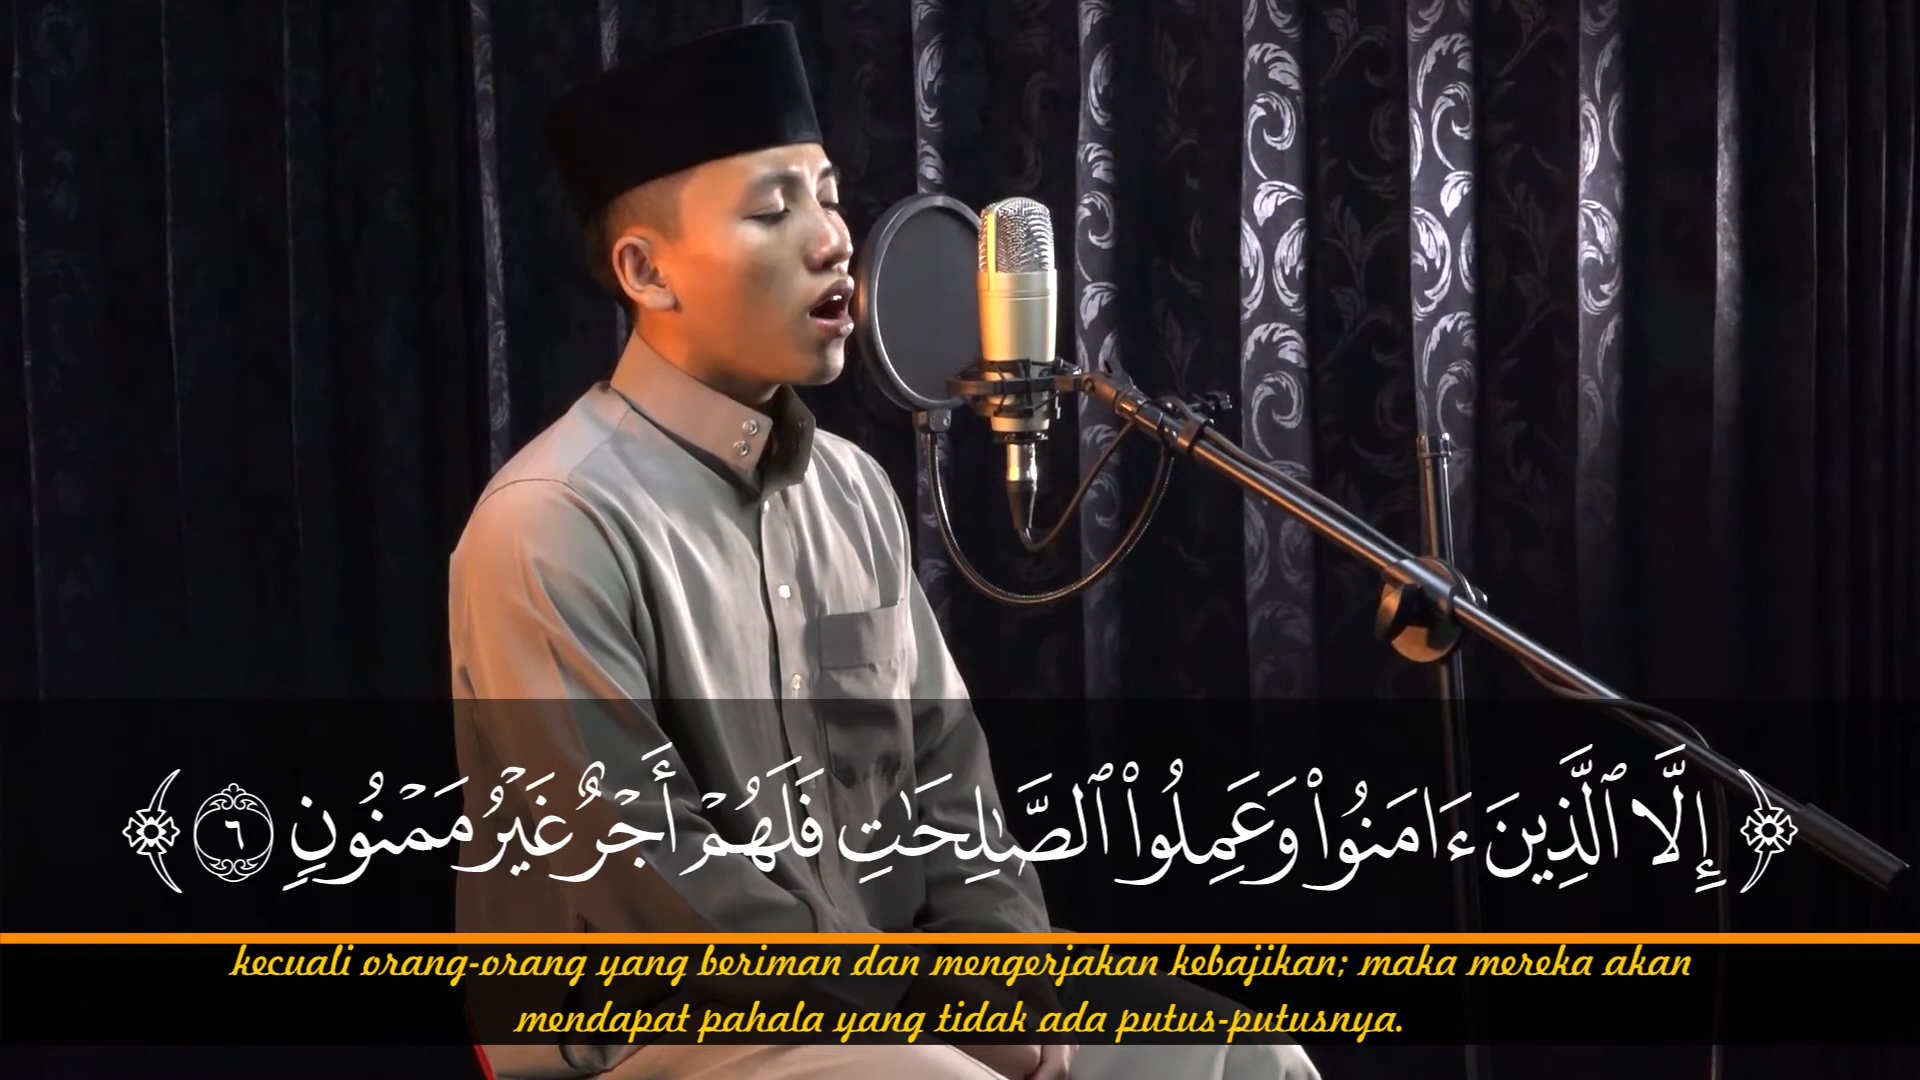 ﴿ إِلَّا ٱلَّذِينَ ءَامَنُوا۟ وَعَمِلُوا۟ ٱلصَّـٰلِحَـٰتِ فَلَهُمْ أَجْرٌ غَيْرُ مَمْنُونٍ ٦ ﴾
kecuali orang-orang yang beriman dan mengerjakan kebajikan; maka mereka akan
mendapat pahala yang tidak ada putus-putusnya.